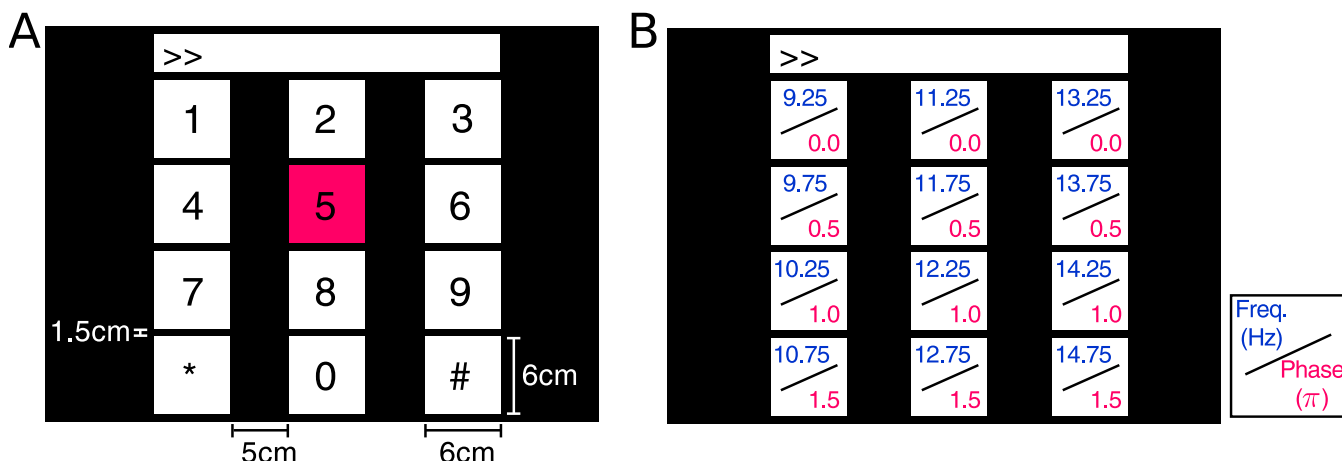 A
>>
1 2 3
4 5 6
7 8 9
1.5cm
* 0 #
6cm
5cm 6cm
B
>>
9.25 11.25 13.25
0.0 0.0 0.0
9.75 11.75 13.75
0.5 0.5 0.5
10.25 12.25 14.25
1.0 1.0 1.0
10.75 12.75 14.75
1.5 1.5 1.5
Freq.
(Hz)
Phase
(π)